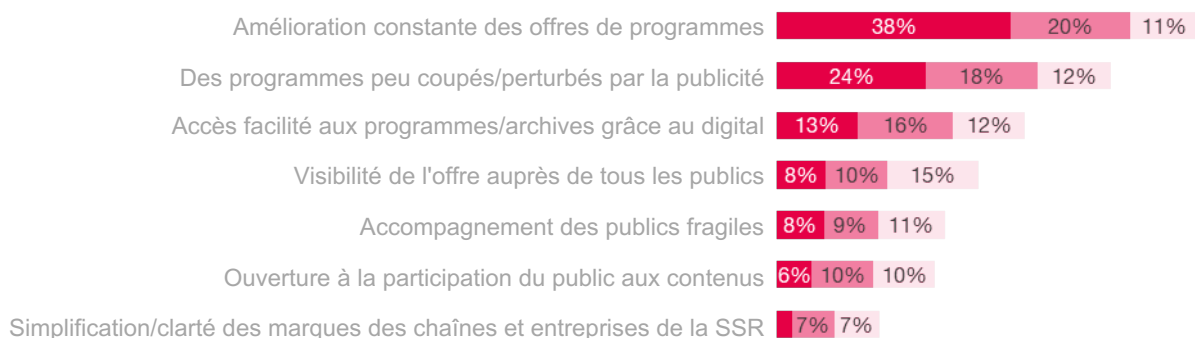 Amélioration constante des offres de programmes 38% 20% 11%
Des programmes peu coupés/perturbés par la publicité 24% 18% 12%
Accès facilité aux programmes/archives grâce au digital 13% 16% 12%
Visibilité de l'offre auprès de tous les publics 8% 10% 15%
Accompagnement des publics fragiles 8% 9% 11%
Ouverture à la participation du public aux contenus 6% 10% 10%
Simplification/clarté des marques des chaînes et entreprises de la SSR 7% 7%